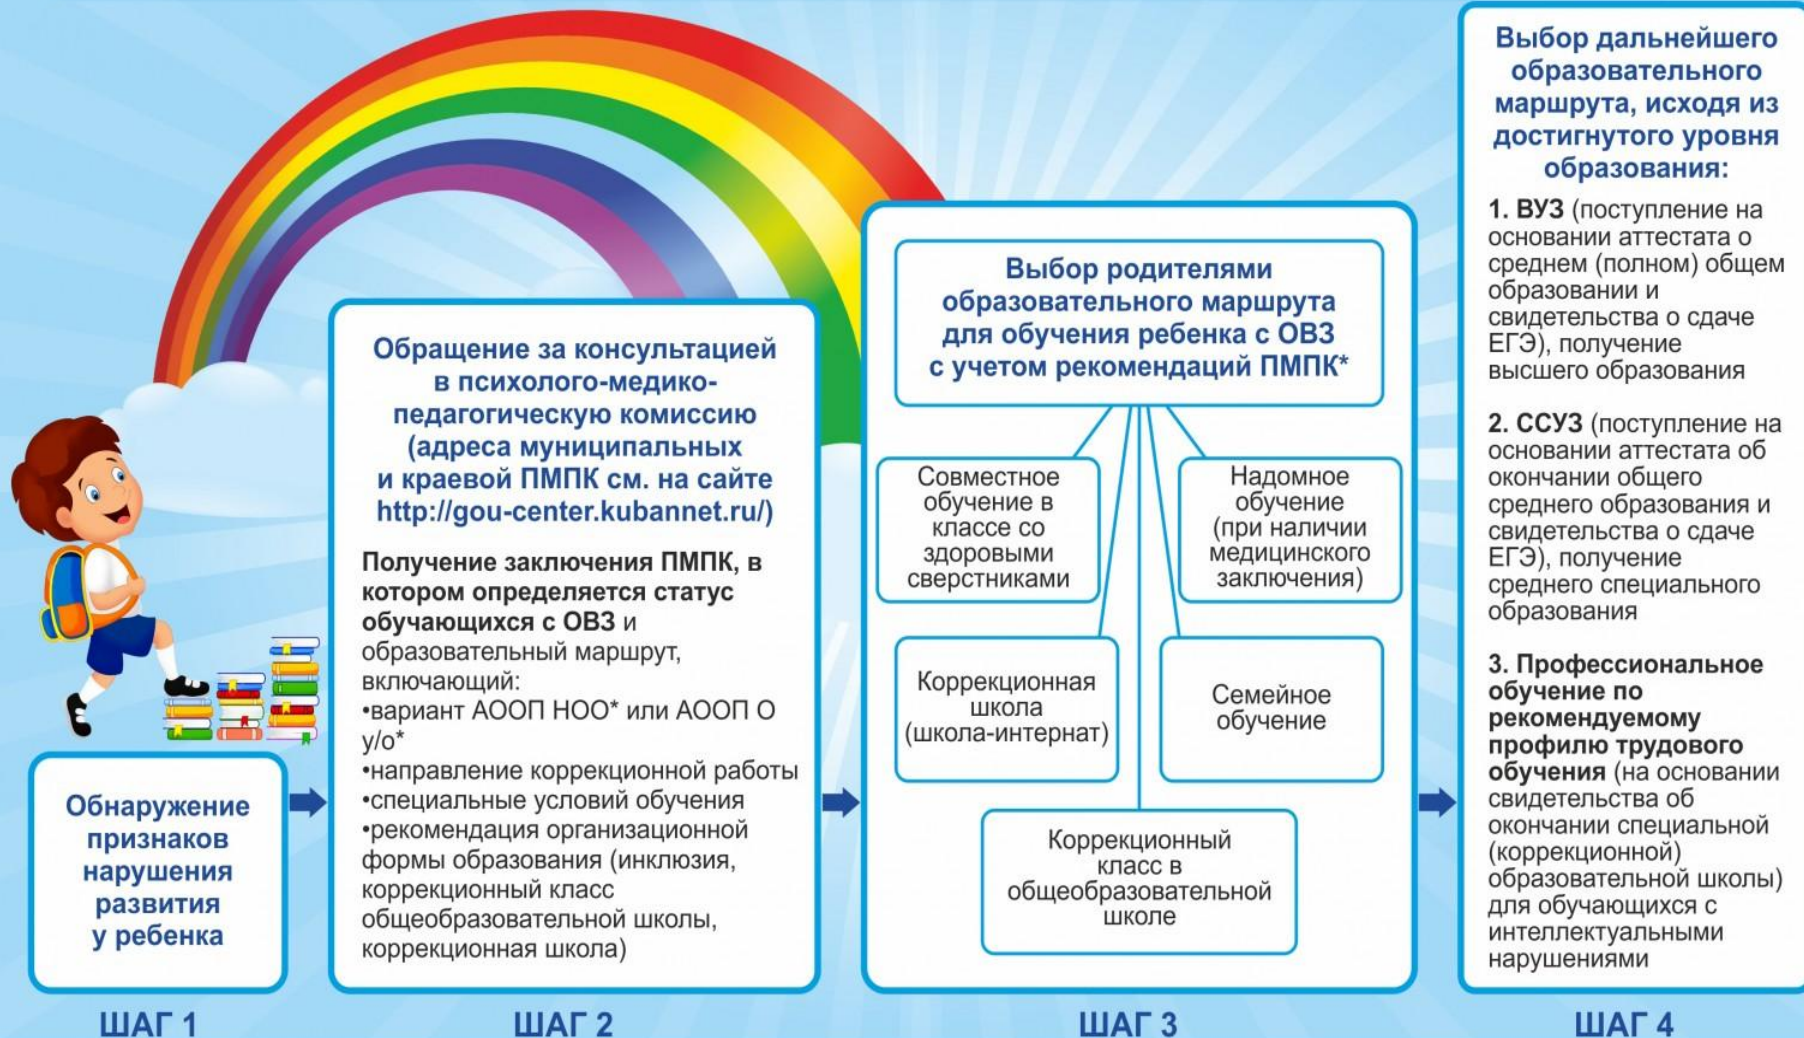 Обнаружение
признаков
нарушения
развития
у ребенка
ШАГ 1
Обращение за консультацией
в психолого-медико-
педагогическую комиссию
(адреса муниципальных
и краевой ПМПК см. на сайте
http://gou-center.kubannet.ru/)
Получение заключения ПМПК, в
котором определяется статус
обучающихся с ОВЗ и
образовательный маршрут,
включающий:
•вариант АООП НОО* или АООП О
у/о*
•направление коррекционной работы
•специальные условий обучения
•рекомендация организационной
формы образования (инклюзия,
коррекционный класс
общеобразовательной школы,
коррекционная школа)
ШАГ 2
Выбор родителями
образовательного маршрута
для обучения ребенка с ОВЗ
с учетом рекомендаций ПМПК*
Совместное
обучение в
классе со
здоровыми
сверстниками
Надомное
обучение
(при наличии
медицинского
заключения)
Коррекционная
школа
(школа-интернат)
Семейное
обучение
Коррекционный
класс в
общеобразовательной
школе
ШАГ 3
Выбор дальнейшего
образовательного
маршрута, исходя из
достигнутого уровня
образования:
1. ВУЗ (поступление на
основании аттестата о
среднем (полном) общем
образовании и
свидетельства о сдаче
ЕГЭ), получение
высшего образования
2. ССУЗ (поступление на
основании аттестата об
окончании общего
среднего образования и
свидетельства о сдаче
ЕГЭ), получение
среднего специального
образования
3. Профессиональное
обучение по
рекомендуемому
профилю трудового
обучения (на основании
свидетельства об
окончании специальной
(коррекционной)
образовательной школы)
для обучающихся с
интеллектуальными
нарушениями
ШАГ 4